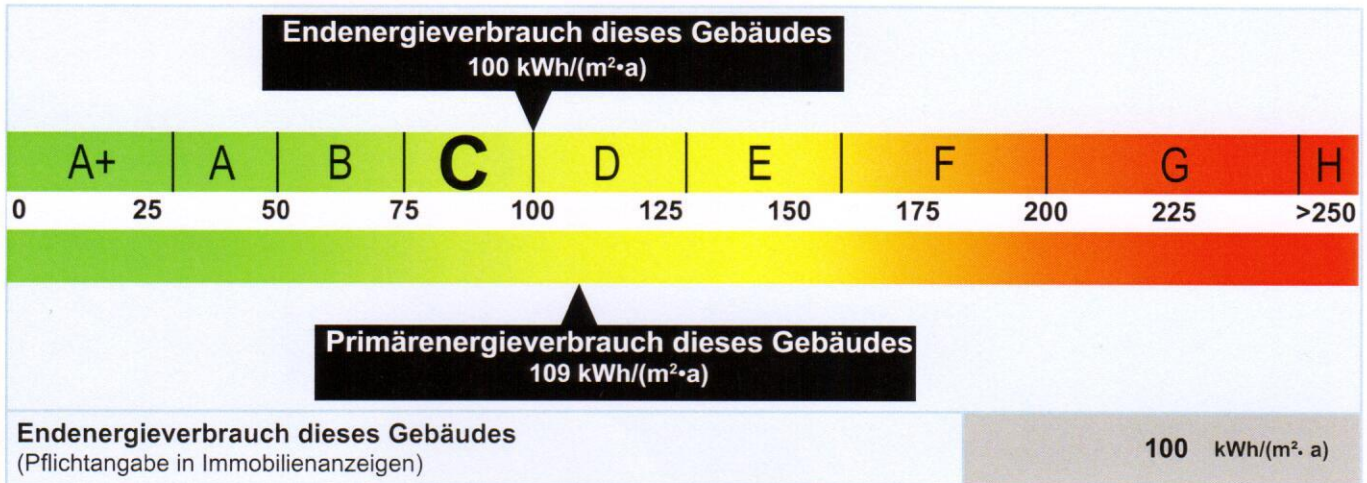 Endenergieverbrauch dieses Gebäudes
100 kWh/(m²•a)
A+ A B C D E F G H
0 25 50 75 100 125 150 175 200 225 >250
Primärenergieverbrauch dieses Gebäudes
109 kWh/(m²•a)
Endenergieverbrauch dieses Gebäudes
(Pflichtangabe in Immobilienanzeigen)
100 kWh/(m²· a)